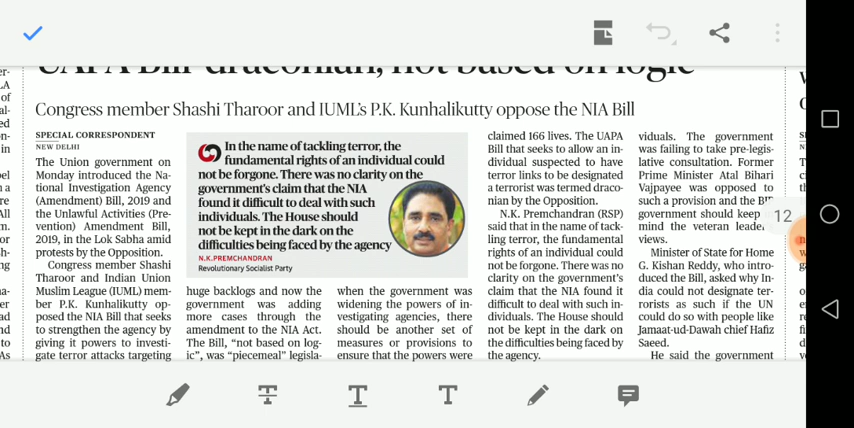 UAPA Bill draconian, not based on logic
Congress member Shashi Tharoor and IUML's P.K. Kunhalikutty oppose the NIA Bill
SPECIAL CORRESPONDENT
NEW DELHI
The Union government on
Monday introduced the Na-
tional Investigation Agency
(Amendment) Bill, 2019 and
the Unlawful Activities (Pre-
vention) Amendment Bill,
2019, in the Lok Sabha amid
protests by the Opposition.
Congress member Shashi
Tharoor and Indian Union
Muslim League (IUML) mem-
ber P.K. Kunhalikutty op-
posed the NIA Bill that seeks
to strengthen the agency by
giving it powers to investi-
gate terror attacks targeting
In the name of tackling terror, the
fundamental rights of an individual could
not be forgone. There was no clarity on the
government's claim that the NIA
found it difficult to deal with such
individuals. The House should
not be kept in the dark on the
difficulties being faced by the agency
N.K.PREMCHANDRAN
Revolutionary Socialist Party
huge backlogs and now the
government was adding
more cases through the
amendment to the NIA Act.
The Bill, "not based on log-
ic", was "piecemeal" legisla-
when the government was
widening the powers of in-
vestigating agencies, there
should be another set of
measures or provisions to
ensure that the powers were
claimed 166 lives. The UAPA
Bill that seeks to allow an in-
dividual suspected to have
terror links to be designated
a terrorist was termed draco-
nian by the Opposition.
N.K. Premchandran (RSP)
said that in the name of tack-
ling terror, the fundamental
rights of an individual could
not be forgone. There was no
clarity on the government's
claim that the NIA found it
difficult to deal with such in-
dividuals. The House should
not be kept in the dark on
the difficulties being faced by
the agency.
viduals. The government
was failing to take pre-legis-
lative consultation. Former
Prime Minister Atal Bihari
Vajpayee was opposed to
such a provision and the
government should keep
mind the veteran
views.
Minister of State for Home
G. Kishan Reddy, who intro-
duced the Bill, asked why In-
dia could not designate ter-
rorists as such if the UN
could do so with people like
Jamaat-ud-Dawah chief Hafiz
Saeed.
He said the government
12